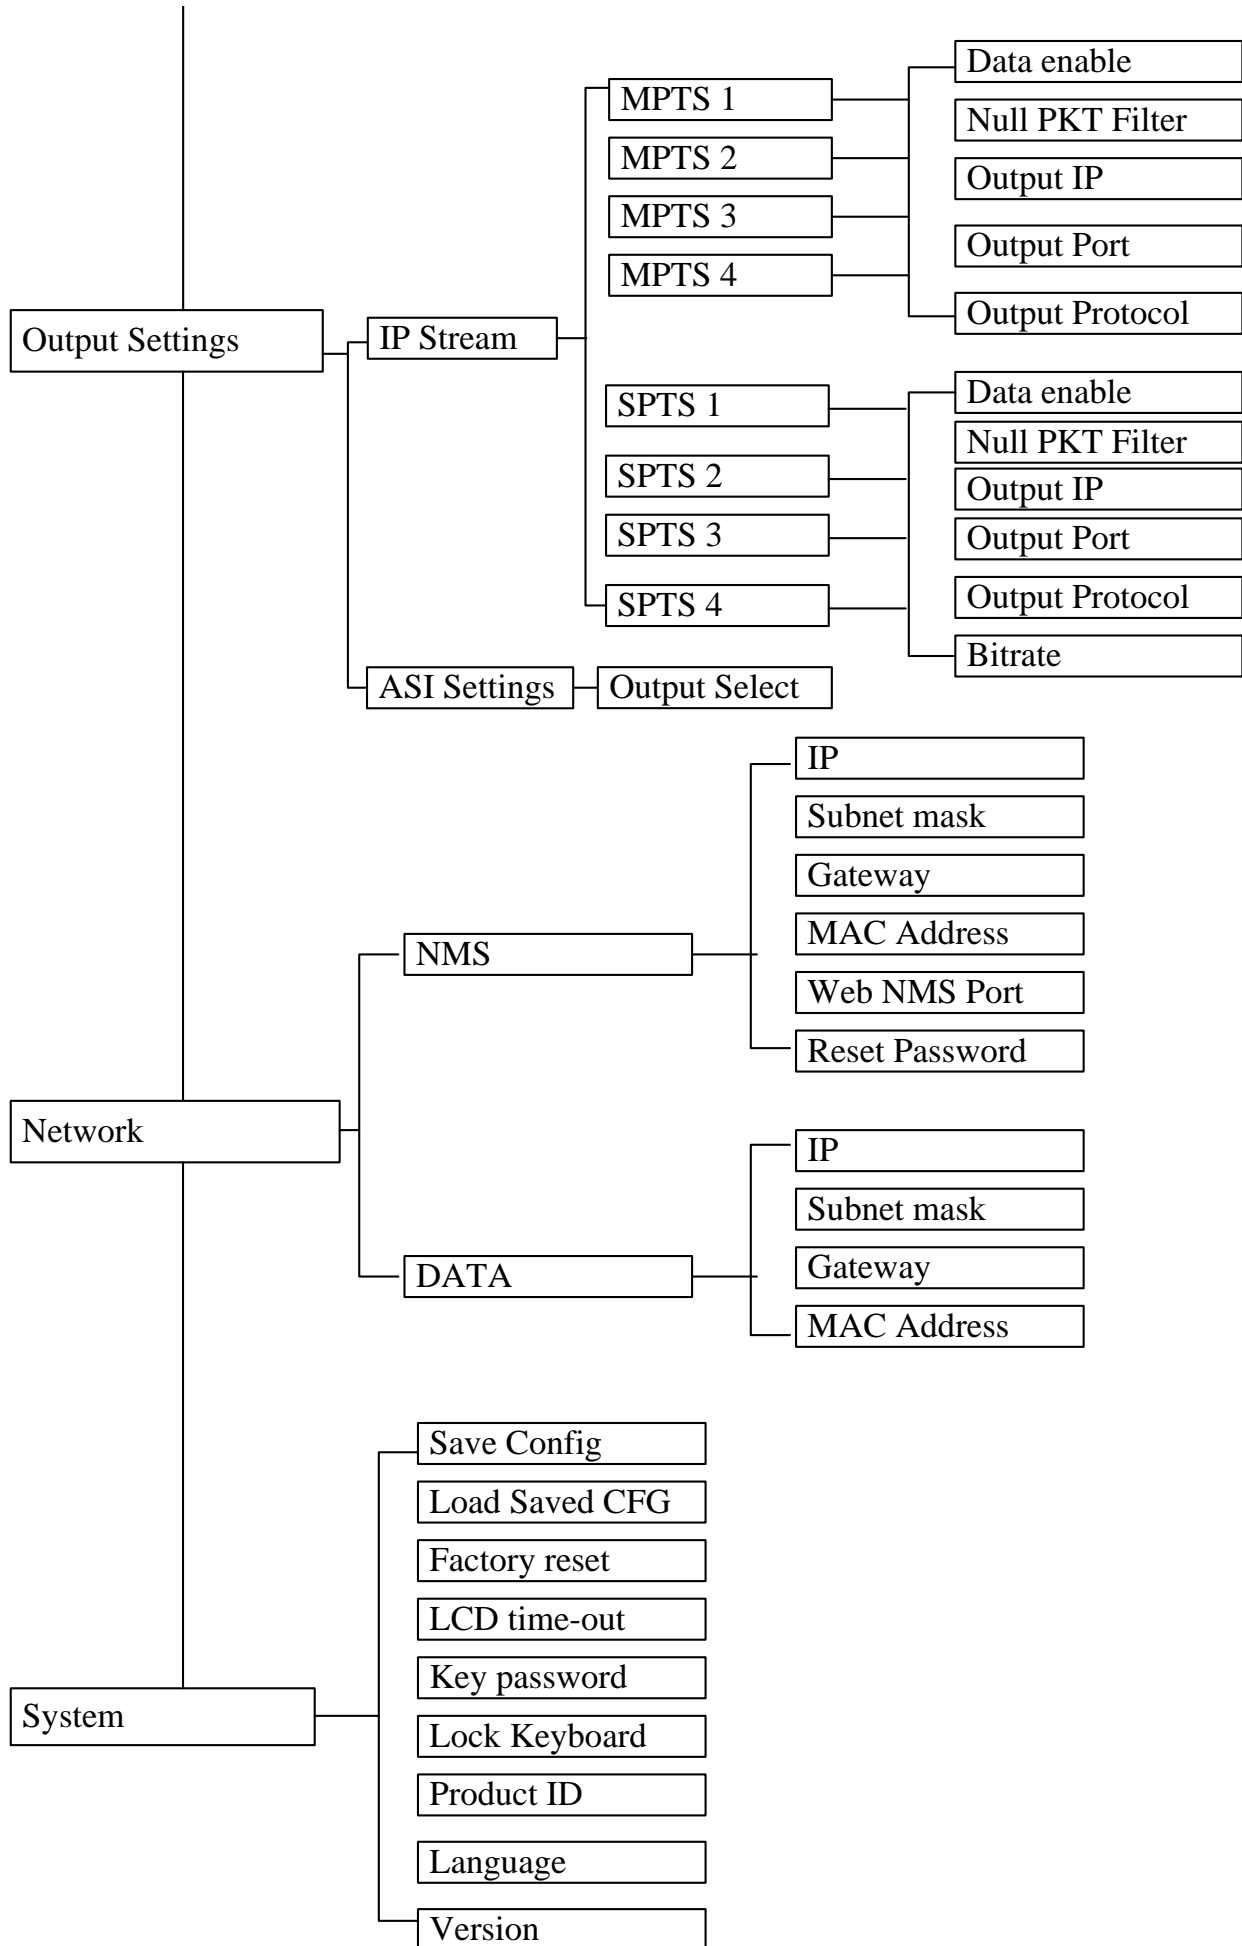 Data enable
MPTS 1
Null PKT Filter
MPTS 2
Output IP
MPTS 3
Output Port
MPTS 4
Output Protocol
Output Settings
IP Stream
Data enable
SPTS 1
Null PKT Filter
SPTS 2
Output IP
SPTS 3
Output Port
SPTS 4
Output Protocol
Bitrate
ASI Settings
Output Select
IP
Subnet mask
Gateway
MAC Address
NMS
Web NMS Port
Reset Password
Network
IP
Subnet mask
Gateway
DATA
MAC Address
Save Config
Load Saved CFG
Factory reset
LCD time-out
Key password
System
Lock Keyboard
Product ID
Language
Version